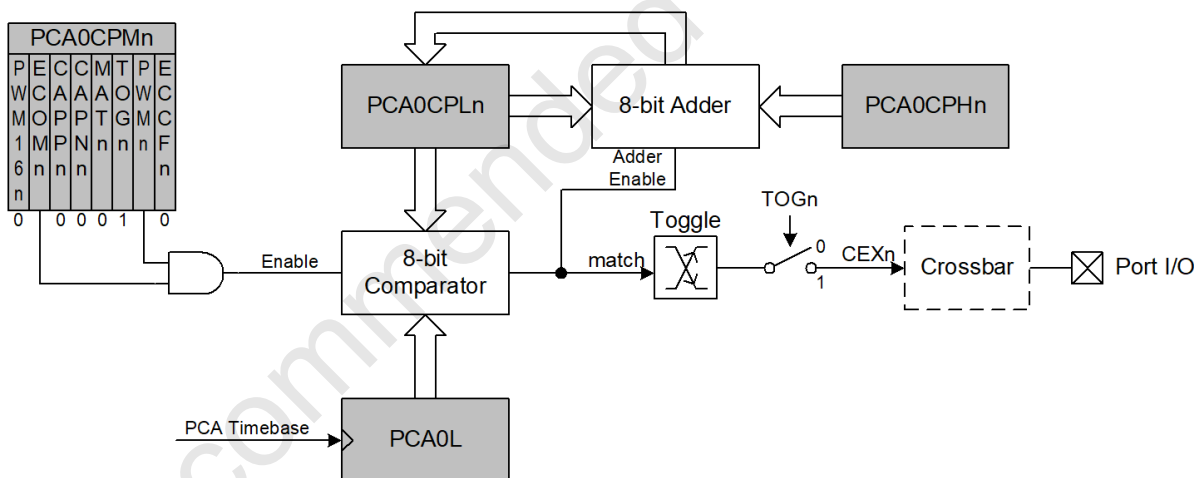 PCA0CPMn
P E C C M T P E
W C A A A O W C
M O P P T G M C
1 M P N n n n F
6 n n n n
n
0 0 0 0 1 0
PCA0CPLn
8-bit Adder
PCA0CPHn
Adder
Enable
Enable
8-bit
Comparator
match
Toggle
TOGn
0
1
CEXn
Crossbar
Port I/O
PCA Timebase
PCA0L
commended